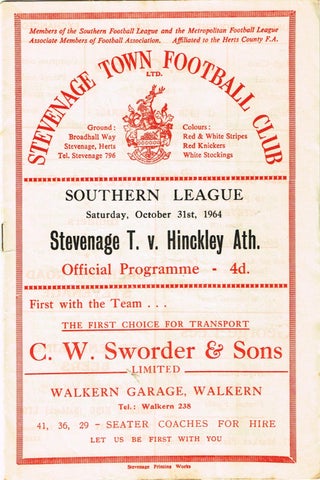 Members of the Southern Football League and the Metropolitan Football League
Associate Members of Football Association. Affiliated to the Herts County F.A.
STEVENAGE TOWN FOOTBALL CLUB
LTD.
Ground :
Broadhall Way
Stevenage, Herts
Tel. Stevenage 796
Colours :
Red & White Stripes
Red Knickers
White Stockings
SOUTHERN LEAGUE
Saturday, October 31st, 1964
Stevenage T. v. Hinckley Ath.
Official Programme - 4d.
First with the Team . . .
THE FIRST CHOICE FOR TRANSPORT
C. W. Sworder & Sons
LIMITED
WALKERN GARAGE, WALKERN
Tel.: Walkern 238
41, 36, 29 - SEATER COACHES FOR HIRE
LET US BE FIRST WITH YOU
Stevenage Printing Works